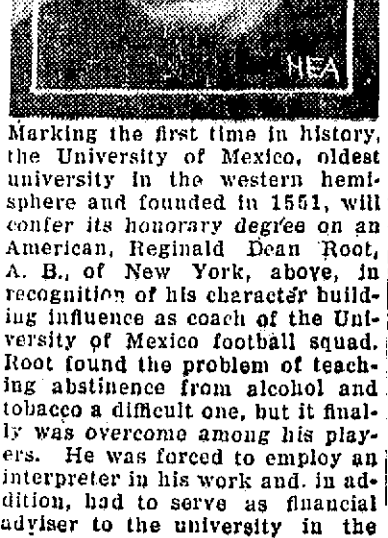 NEA
Marking the first time in history,
the University of Mexico, oldest
university in the western hemi-
sphere and founded in 1551, will
confer its honorary degree on an
American, Reginald Dean Root,
A. B., of New York, above, in
recognition of his character build-
ing influence as coach of the Uni-
versity of Mexico football squad.
Root found the problem of teach-
ing abstinence from alcohol and
tobacco a difficult one, but it final-
ly was overcome among his play-
ers. He was forced to employ an
interpreter in his work and. in ad-
dition, had to serve as financial
adviser to the university in the